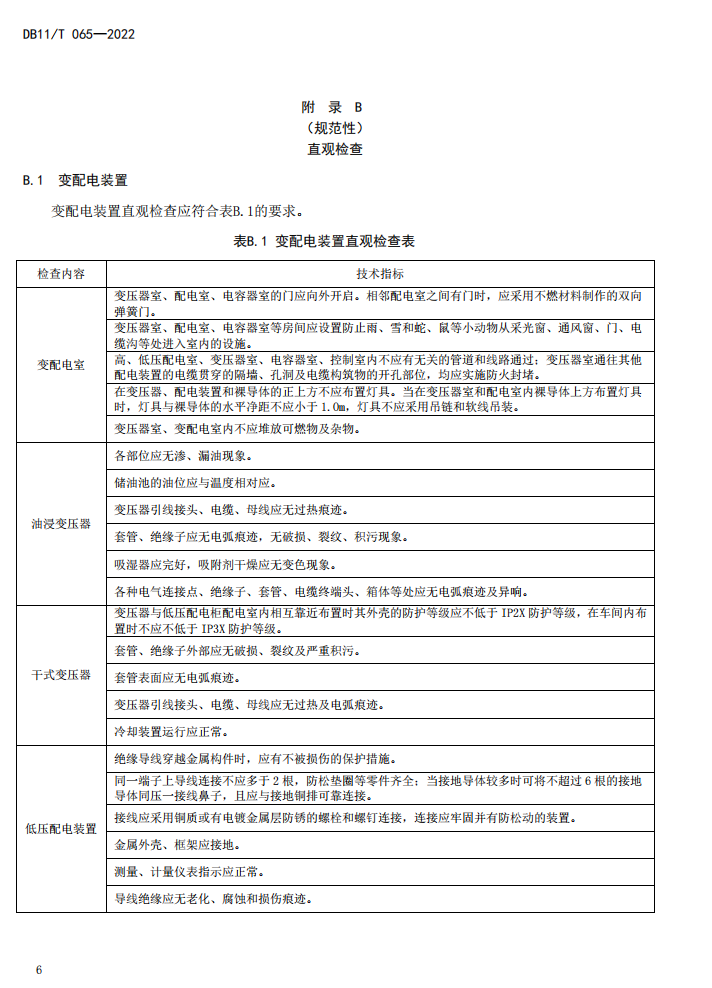 DB11/T 065—2022
附 录 B
（规范性）
直观检查
B.1 变配电装置
变配电装置直观检查应符合表B.1的要求。
表B.1 变配电装置直观检查表
检查内容
技术指标
变配电室
变压器室、配电室、电容器室的门应向外开启。相邻配电室之间有门时，应采用不燃材料制作的双向
弹簧门。
变压器室、配电室、电容器室等房间应设置防止雨、雪和蛇、鼠等小动物从采光窗、通风窗、门、电
缆沟等处进入室内的设施。
高、低压配电室、变压器室、电容器室、控制室内不应有无关的管道和线路通过；变压器室通往其他
配电装置的电缆贯穿的隔墙、孔洞及电缆构筑物的开孔部位，均应实施防火封堵。
在变压器、配电装置和裸导体的正上方不应布置灯具。当在变压器室和配电室内裸导体上方布置灯具
时，灯具与裸导体的水平净距不应小于 1.0m，灯具不应采用吊链和软线吊装。
变压器室、变配电室内不应堆放可燃物及杂物。
油浸变压器
各部位应无渗、漏油现象。
储油池的油位应与温度相对应。
变压器引线接头、电缆、母线应无过热痕迹。
套管、绝缘子应无电弧痕迹，无破损、裂纹、积污现象。
吸湿器应完好，吸附剂干燥应无变色现象。
各种电气连接点、绝缘子、套管、电缆终端头、箱体等处应无电弧痕迹及异响。
干式变压器
变压器与低压配电柜配电室内相互靠近布置时其外壳的防护等级应不低于 IP2X 防护等级，在车间内布
置时不应不低于 IP3X 防护等级。
套管、绝缘子外部应无破损、裂纹及严重积污。
套管表面应无电弧痕迹。
变压器引线接头、电缆、母线应无过热及电弧痕迹。
冷却装置运行应正常。
低压配电装置
绝缘导线穿越金属构件时，应有不被损伤的保护措施。
同一端子上导线连接不应多于 2 根，防松垫圈等零件齐全；当接地导体较多时可将不超过 6 根的接地
导体同压一接线鼻子，且应与接地铜排可靠连接。
接线应采用铜质或有电镀金属层防锈的螺栓和螺钉连接，连接应牢固并有防松动的装置。
金属外壳、框架应接地。
测量、计量仪表指示应正常。
导线绝缘应无老化、腐蚀和损伤痕迹。
6